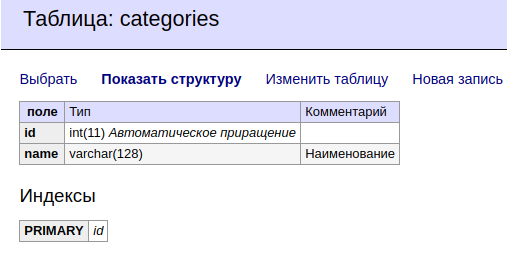 Таблица: categories
Выбрать Показать структуру Изменить таблицу Новая запись
поле Тип Комментарий
id int(11) Автоматическое приращение
name varchar(128) Наименование
Индексы
PRIMARY id